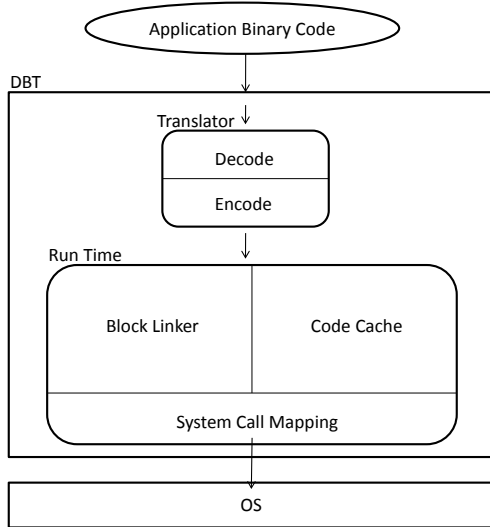 Application Binary Code
DBT
Translator
Decode
Encode
Run Time
Block Linker
Code Cache
System Call Mapping
OS